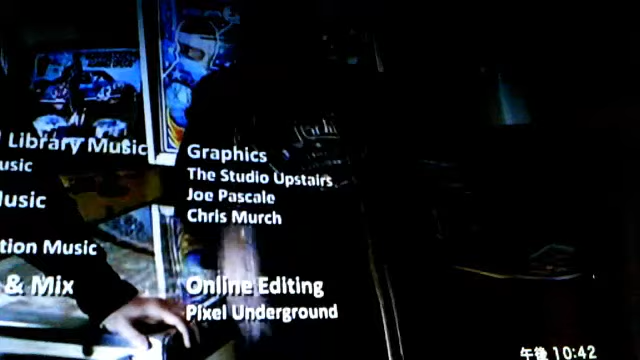 Library Music
usic
Music
tion Music
& Mix
Graphics
The Studio Upstairs
Joe Pascale
Chris Murch
Online Editing
Pixel Underground
午後 10:42